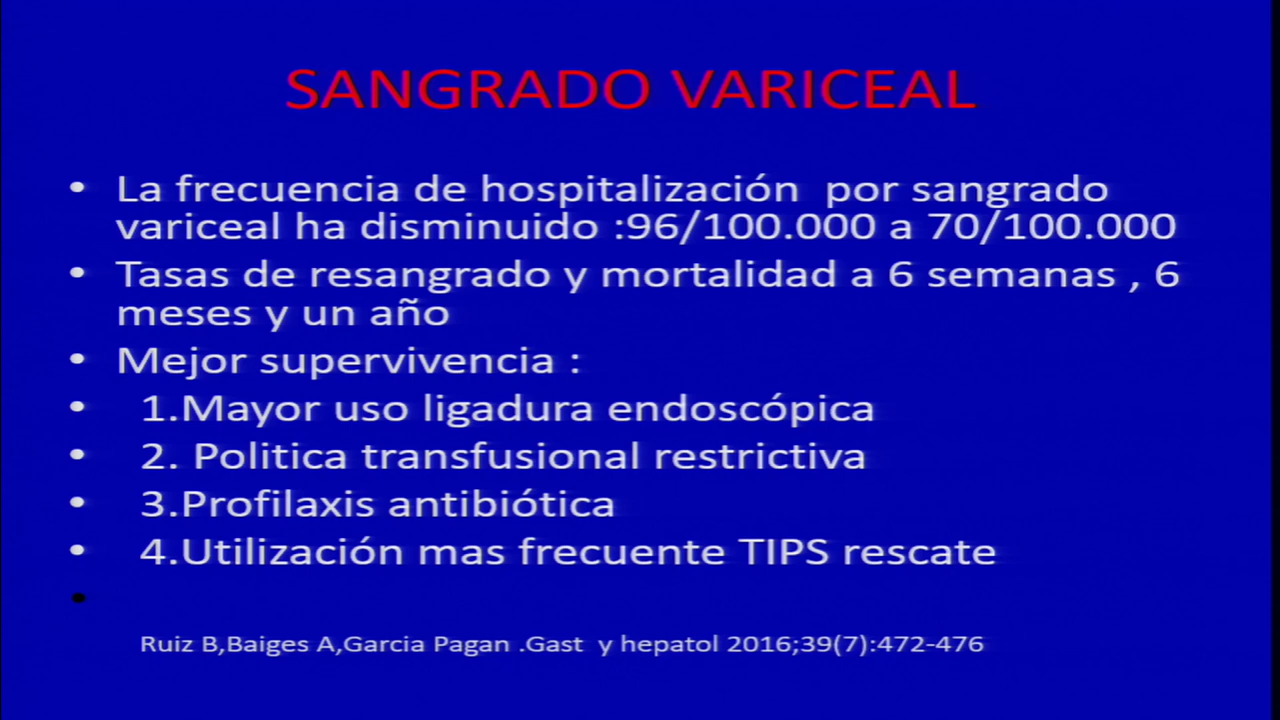 SANGRADO VARICEAL
• La frecuencia de hospitalización por sangrado
variceal ha disminuido :96/100.000 a 70/100.000
• Tasas de resangrado y mortalidad a 6 semanas , 6
meses y un año
• Mejor supervivencia :
• 1.Mayor uso ligadura endoscópica
• 2. Politica transfusional restrictiva
• 3.Profilaxis antibiótica
• 4.Utilización mas frecuente TIPS rescate
•
Ruiz B,Baiges A,Garcia Pagan .Gast y hepatol 2016;39(7):472-476